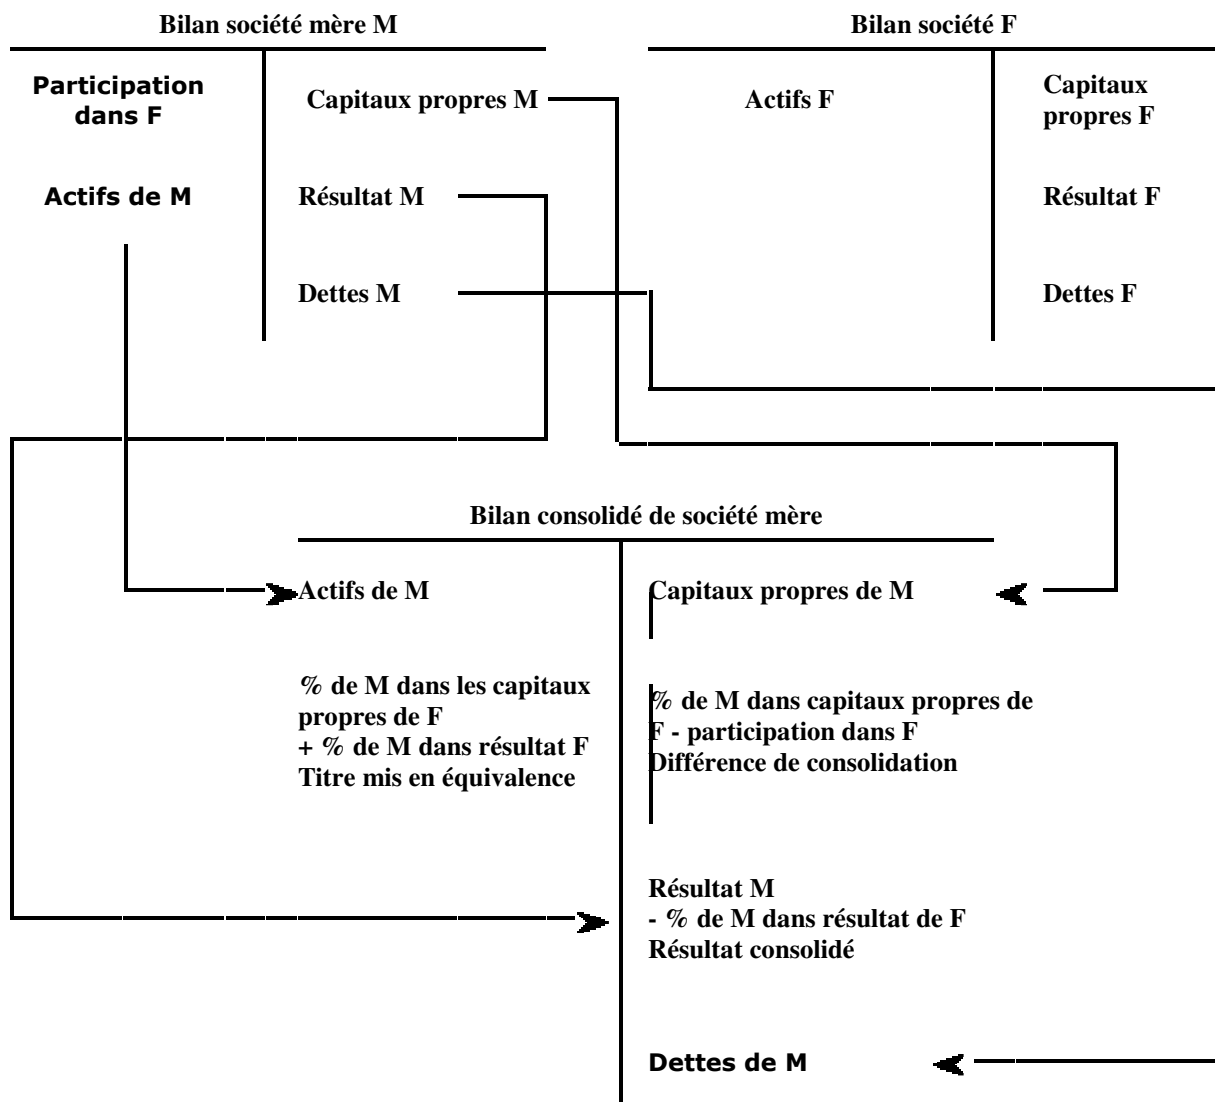 Bilan société mère M
Participation
dans F
Capitaux propres M
Actifs de M
Résultat M
Dettes M
Bilan société F
Actifs F
Capitaux
propres F
Résultat F
Dettes F
Bilan consolidé de société mère
Actifs de M
% de M dans les capitaux
propres de F
+ % de M dans résultat F
Titre mis en équivalence
Capitaux propres de M
% de M dans capitaux propres de
F - participation dans F
Différence de consolidation
Résultat M
- % de M dans résultat de F
Résultat consolidé
Dettes de M